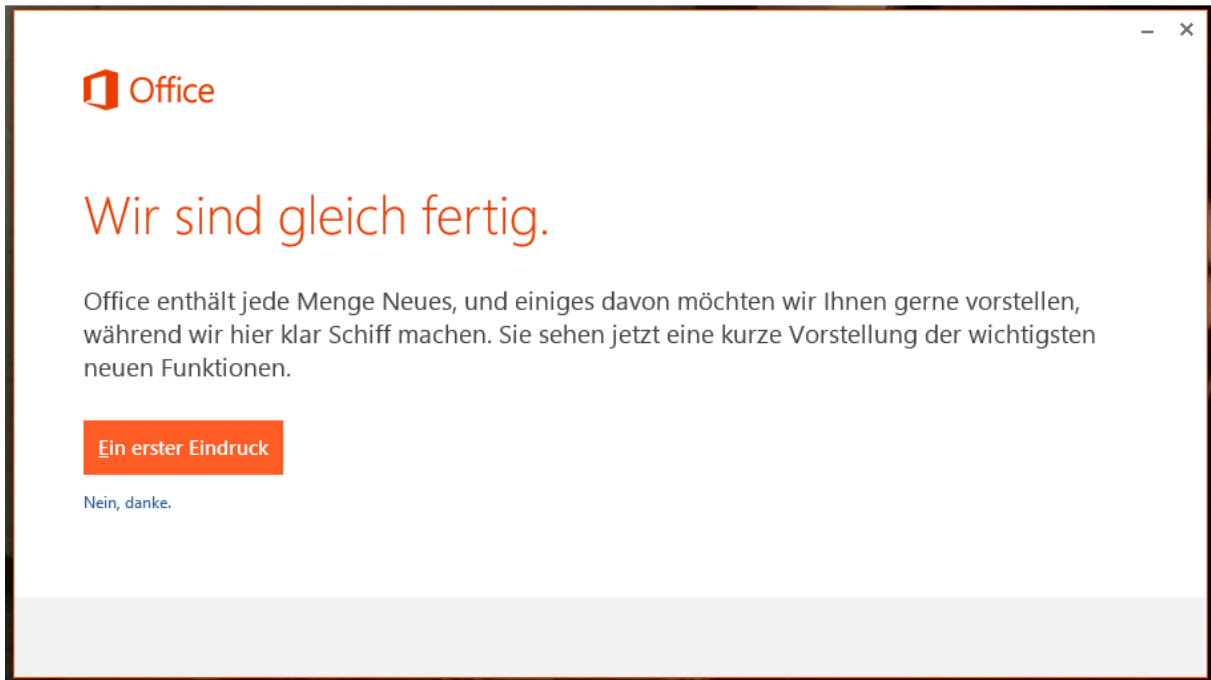 Office
Wir sind gleich fertig.
Office enthält jede Menge Neues, und einiges davon möchten wir Ihnen gerne vorstellen,
während wir hier klar Schiff machen. Sie sehen jetzt eine kurze Vorstellung der wichtigsten
neuen Funktionen.
Ein erster Eindruck
Nein, danke.